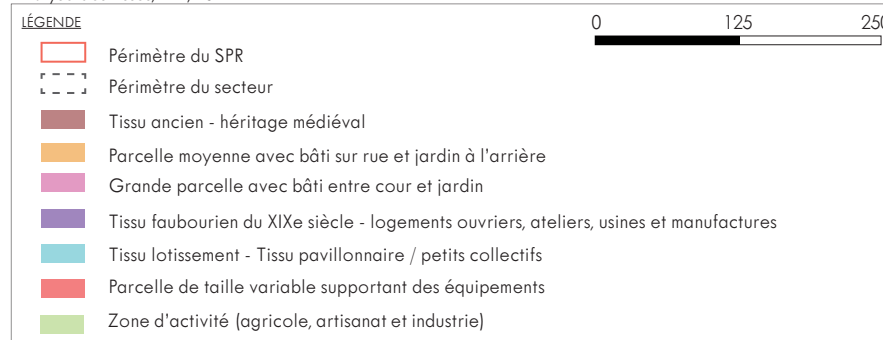 LÉGENDE
0 125 250
Périmètre du SPR
Périmètre du secteur
Tissu ancien - héritage médiéval
Parcelle moyenne avec bâti sur rue et jardin à l'arrière
Grande parcelle avec bâti entre cour et jardin
Tissu faubourien du XIXe siècle - logements ouvriers, ateliers, usines et manufactures
Tissu lotissement - Tissu pavillonnaire / petits collectifs
Parcelle de taille variable supportant des équipements
Zone d'activité (agricole, artisanat et industrie)